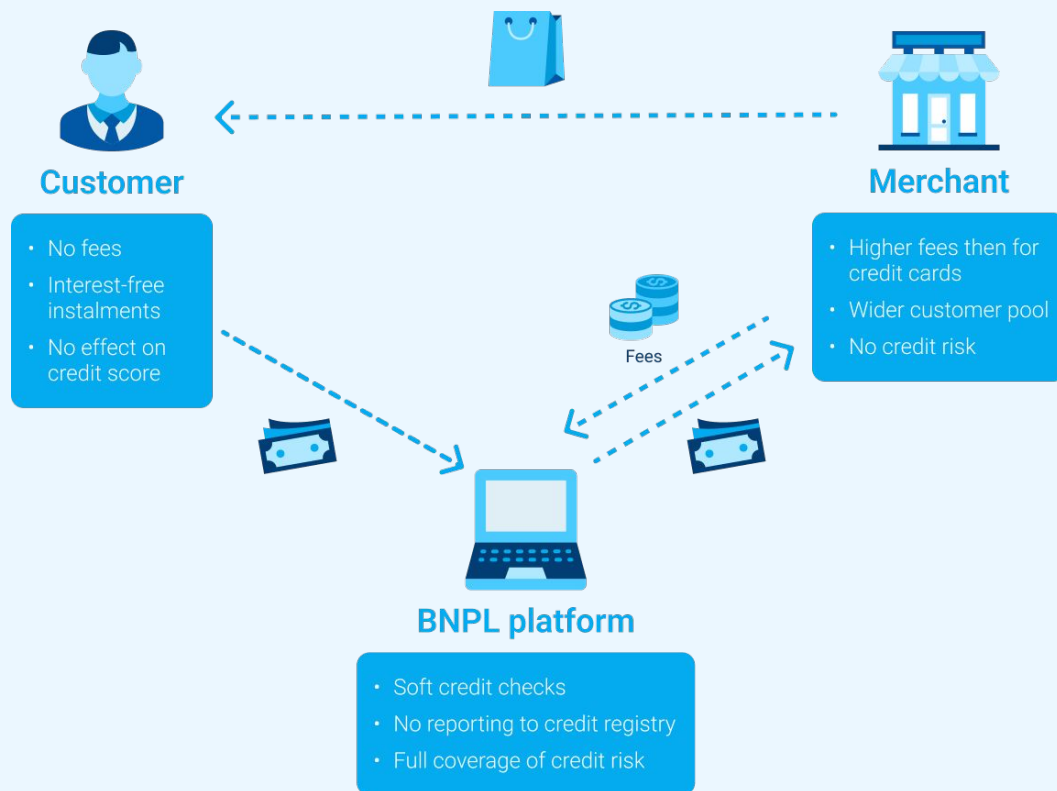 Customer
• No fees
• Interest-free
instalments
• No effect on
credit score
Merchant
• Higher fees then for
credit cards
• Wider customer pool
• No credit risk
Fees
BNPL platform
• Soft credit checks
• No reporting to credit registry
• Full coverage of credit risk